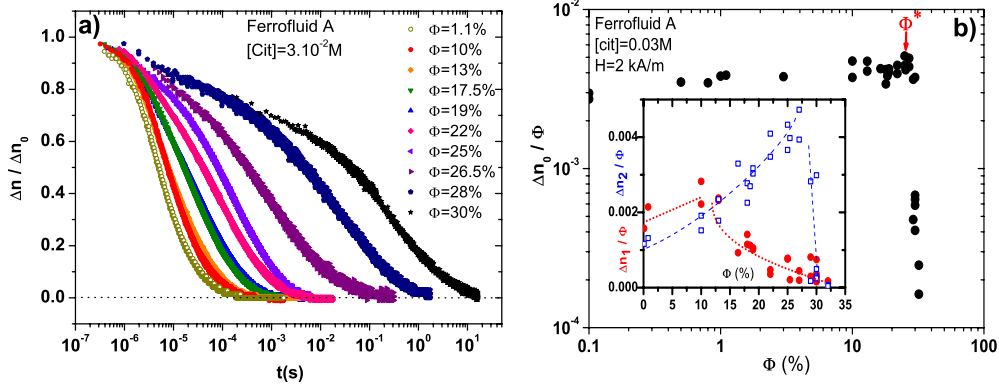 a)
Ferrofluid A
[Cit]=3.10⁻²M
Φ=1.1%
Φ=10%
Φ=13%
Φ=17.5%
Φ=19%
Φ=22%
Φ=25%
Φ=26.5%
Φ=28%
Φ=30%
Δn / Δn₀
1.0
0.8
0.6
0.4
0.2
0.0
10⁻⁷ 10⁻⁶ 10⁻⁵ 10⁻⁴ 10⁻³ 10⁻² 10⁻¹ 10⁰ 10¹ 10²
t(s)
b)
Ferrofluid A
[cit]=0.03M
H=2 kA/m
Φ*
Δn₀ / Φ
10⁻²
10⁻³
10⁻⁴
0.1 1 10 100
Φ (%)
Δn₂ / Φ
Δn₁ / Φ
0.004
0.002
0.000
0 5 10 15 20 25 30 35
Φ (%)